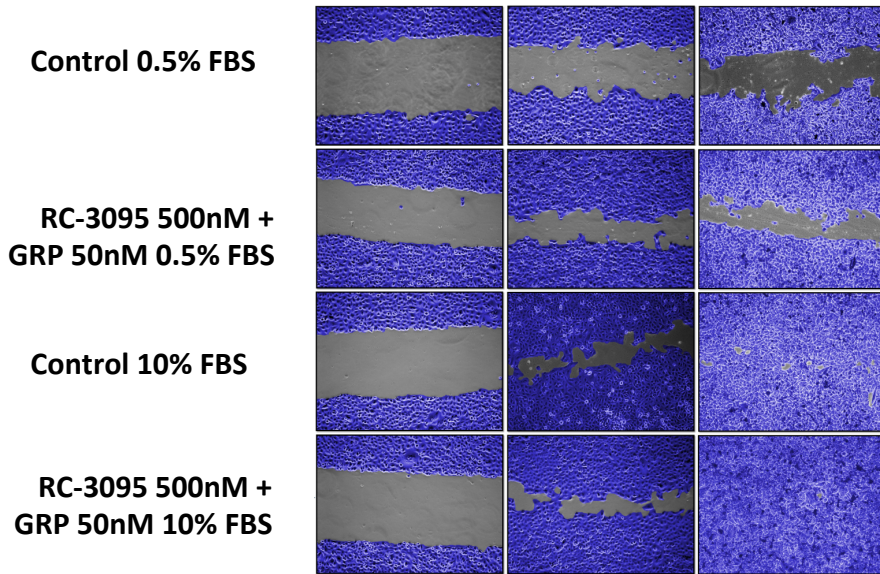 Control 0.5% FBS
RC-3095 500nM +
GRP 50nM 0.5% FBS
Control 10% FBS
RC-3095 500nM +
GRP 50nM 10% FBS